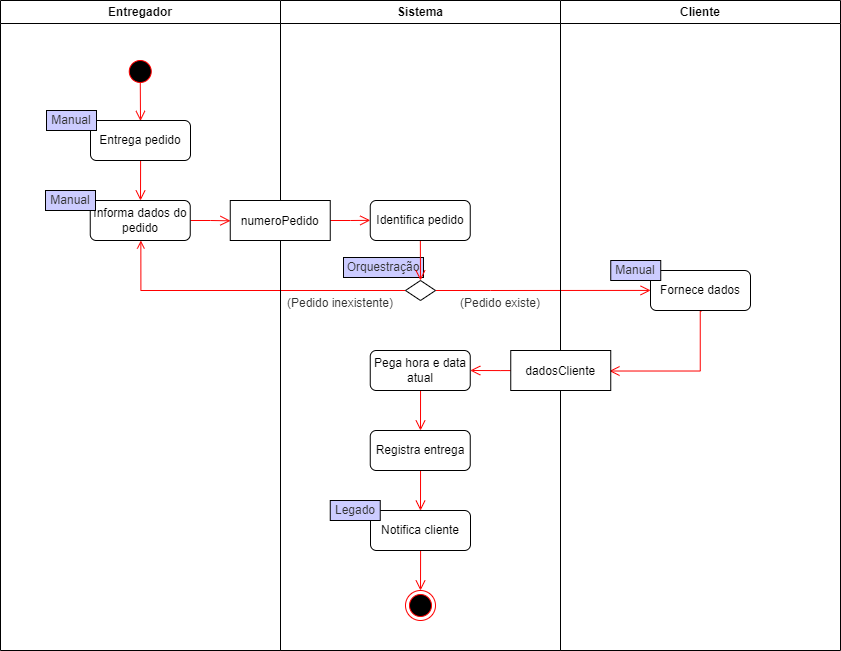 Entregador
Sistema
Cliente
Manual
Entrega pedido
Manual
Informa dados do
pedido
numeroPedido
Identifica pedido
Orquestração
(Pedido inexistente)
(Pedido existe)
Manual
Fornece dados
Pega hora e data
atual
dadosCliente
Registra entrega
Legado
Notifica cliente